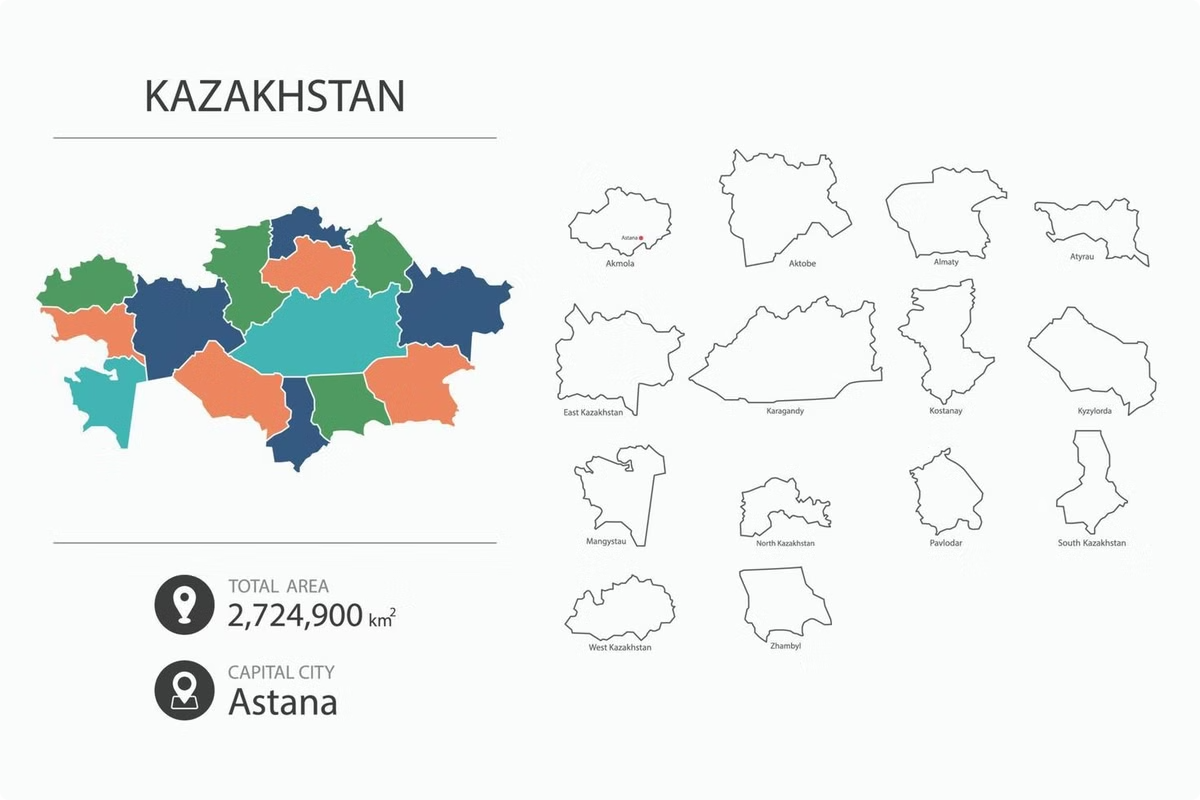 KAZAKHSTAN
TOTAL AREA
2,724,900 km²
CAPITAL CITY
Astana
Astana
Akmola
Aktobe
Almaty
Atyrau
East Kazakhstan
Karagandy
Kostanay
Kyzylorda
Mangystau
North Kazakhstan
Pavlodar
South Kazakhstan
West Kazakhstan
Zhambyl